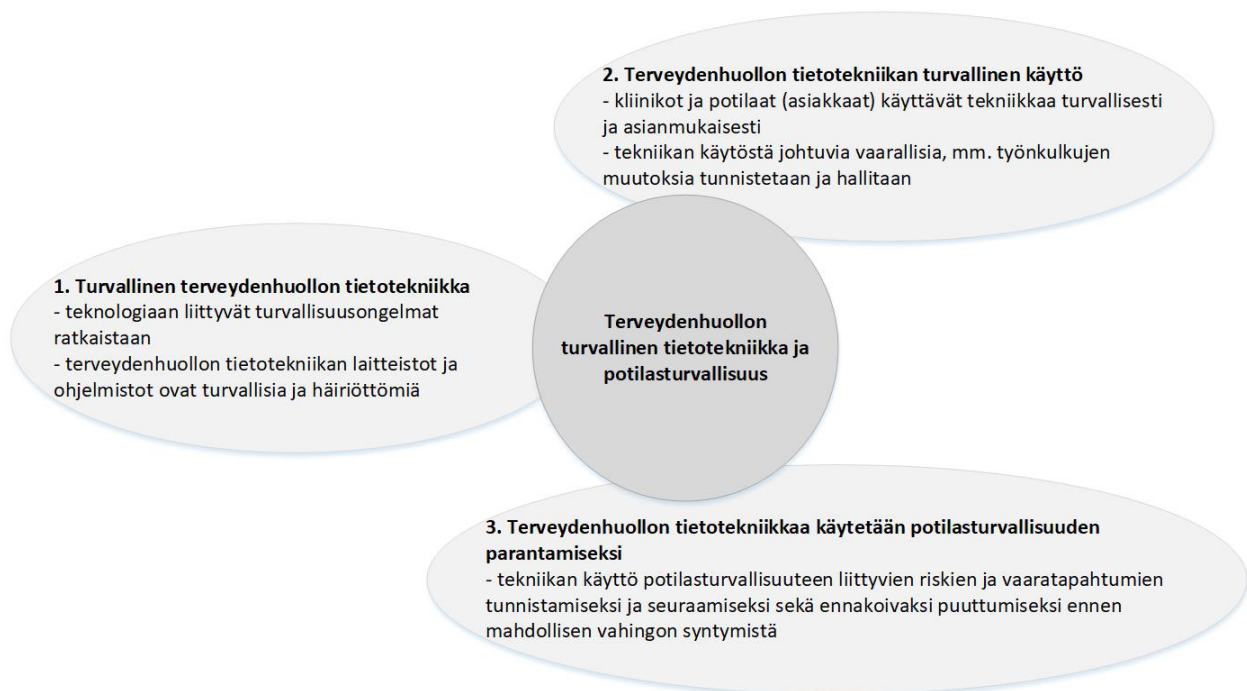 2. Terveydenhuollon tietotekniikan turvallinen käyttö
- kliinikot ja potilaat (asiakkaat) käyttävät tekniikkaa turvallisesti
ja asianmukaisesti
- tekniikan käytöstä johtuvia vaarallisia, mm. työnkulkujen
muutoksia tunnistetaan ja hallitaan
1. Turvallinen terveydenhuollon tietotekniikka
- teknologiaan liittyvät turvallisuusongelmat
ratkaistaan
- terveydenhuollon tietotekniikan laitteistot ja
ohjelmistot ovat turvallisia ja häiriöttömiä
Terveydenhuollon
turvallinen tietotekniikka ja
potilasturvallisuus
3. Terveydenhuollon tietotekniikkaa käytetään potilasturvallisuuden
parantamiseksi
- tekniikan käyttö potilasturvallisuuteen liittyvien riskien ja vaaratapahtumien
tunnistamiseksi ja seuraamiseksi sekä ennakoivaksi puuttumiseksi ennen
mahdollisen vahingon syntymistä